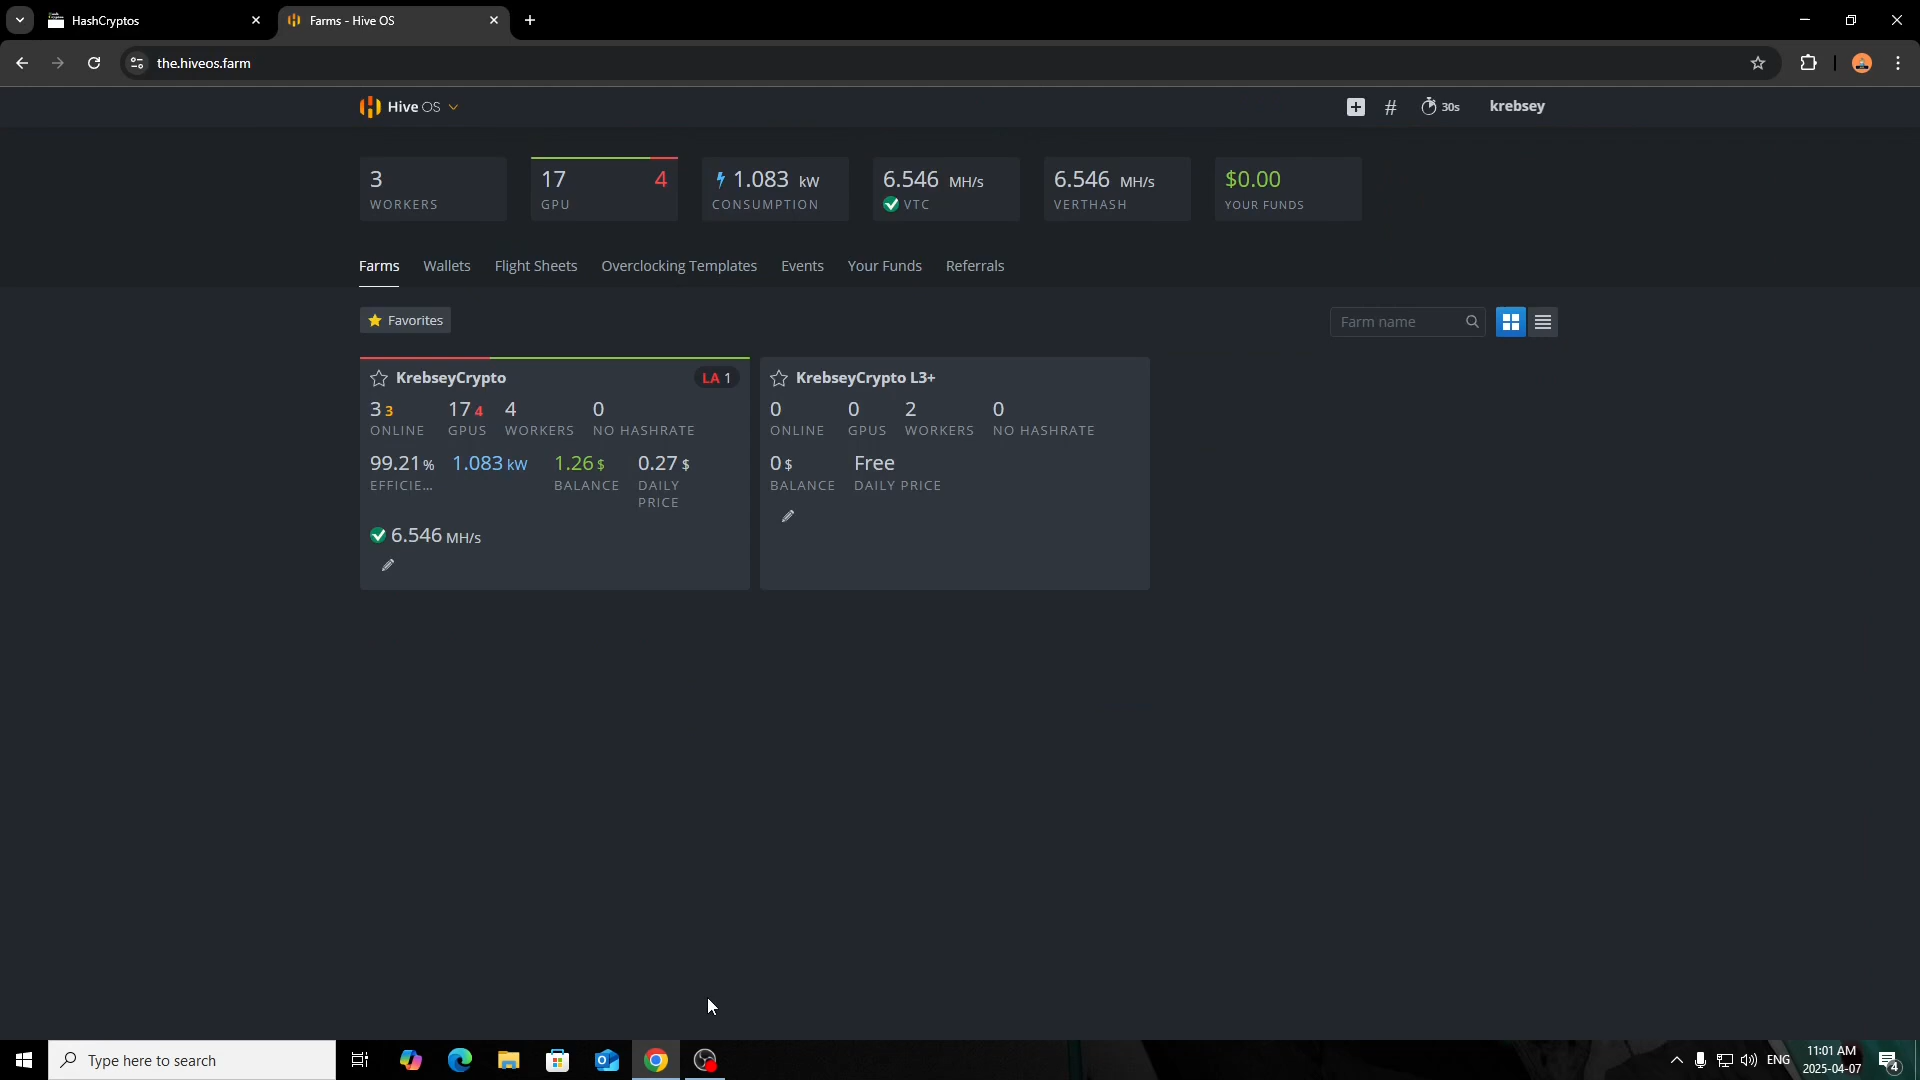 HashCryptos
Farms - Hive OS
the.hiveos.farm
Hive OS
30s
krebsey
3
WORKERS
17 4
GPU
1.083 kW
CONSUMPTION
6.546 MH/s
VTC
6.546 MH/s
VERTHASH
$0.00
YOUR FUNDS
Farms Wallets Flight Sheets Overclocking Templates Events Your Funds Referrals
Favorites
Farm name
KrebseyCrypto
LA 1
3 3 17 4 4 0
ONLINE GPUS WORKERS NO HASHRATE
99.21 % 1.083 kW 1.26 $ 0.27 $
EFFICIE... BALANCE DAILY
PRICE
6.546 MH/s
KrebseyCrypto L3+
0 0 2 0
ONLINE GPUS WORKERS NO HASHRATE
0 $ Free
BALANCE DAILY PRICE
Type here to search
ENG
11:01 AM
2025-04-07
4